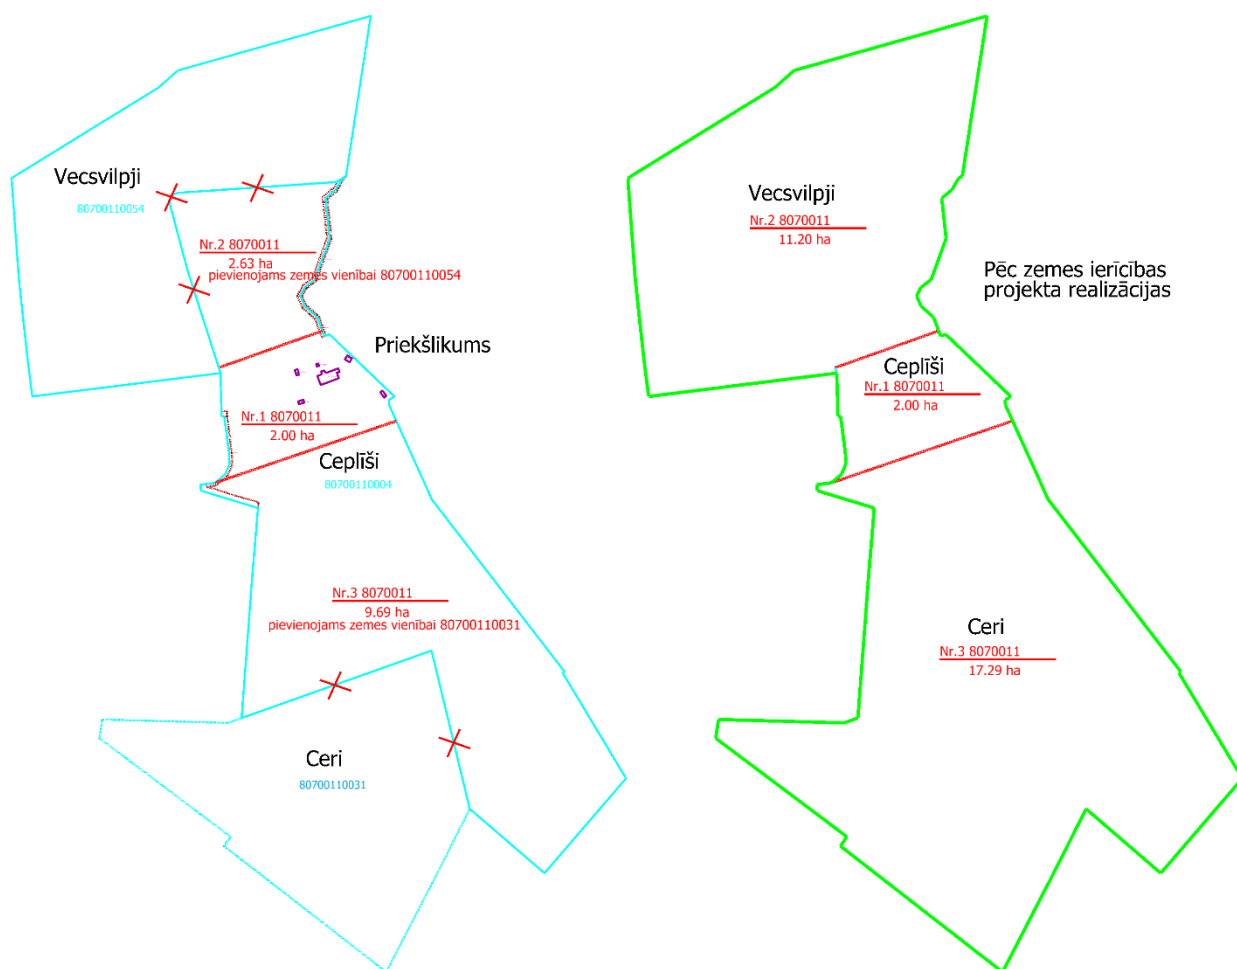 Vecsvilpji
80700110054
Nr.2 8070011
2.63 ha
pievienojams zemes vienībai 80700110054
Priekšlikums
Nr.1 8070011
2.00 ha
Ceplīši
80700110004
Nr.3 8070011
9.69 ha
pievienojams zemes vienībai 80700110031
Ceri
80700110031
Vecsvilpji
Nr.2 8070011
11.20 ha
Pēc zemes ierīcības
projekta realizācijas
Ceplīši
Nr.1 8070011
2.00 ha
Ceri
Nr.3 8070011
17.29 ha